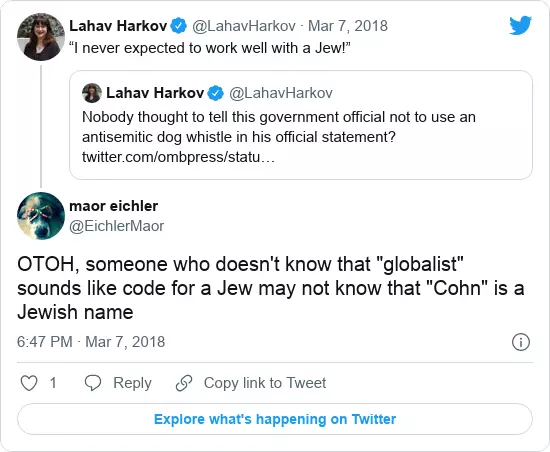 Lahav Harkov @LahavHarkov · Mar 7, 2018
“I never expected to work well with a Jew!”
Lahav Harkov @LahavHarkov
Nobody thought to tell this government official not to use an
antisemitic dog whistle in his official statement?
twitter.com/ombpress/statu…
maor eichler
@EichlerMaor
OTOH, someone who doesn't know that "globalist"
sounds like code for a Jew may not know that "Cohn" is a
Jewish name
6:47 PM · Mar 7, 2018
1 Reply Copy link to Tweet
Explore what's happening on Twitter